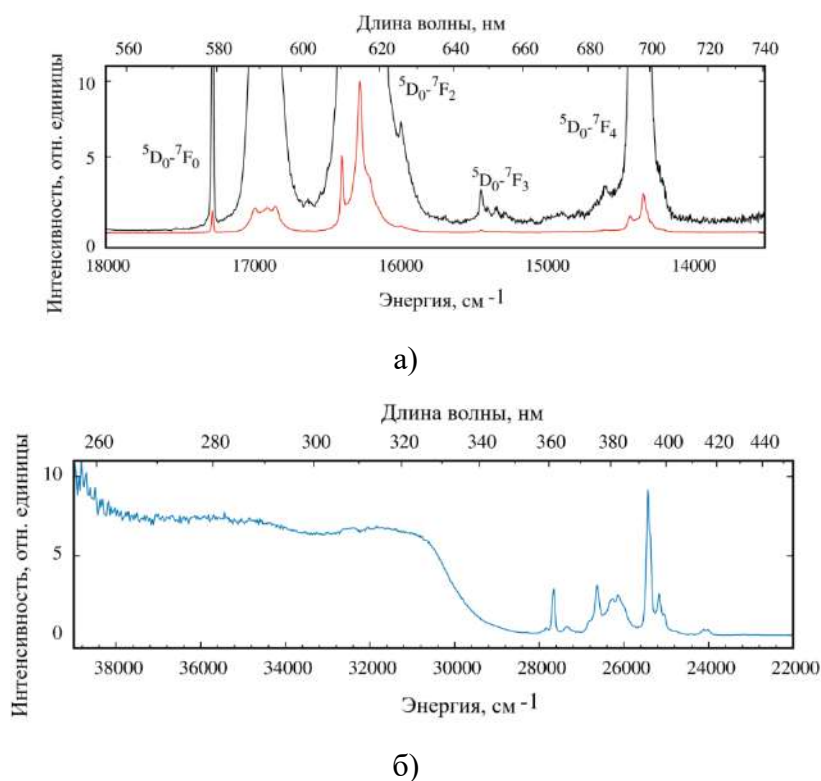 Длина волны, нм
560 580 600 620 640 660 680 700 720 740
Интенсивность, отн. единицы
10
5
0
⁵D₀-⁷F₀
⁵D₀-⁷F₂
⁵D₀-⁷F₃
⁵D₀-⁷F₄
18000 17000 16000 15000 14000
Энергия, см⁻¹
а)
Длина волны, нм
260 280 300 320 340 360 380 400 420 440
Интенсивность, отн. единицы
10
5
0
38000 36000 34000 32000 30000 28000 26000 24000 22000
Энергия, см⁻¹
б)